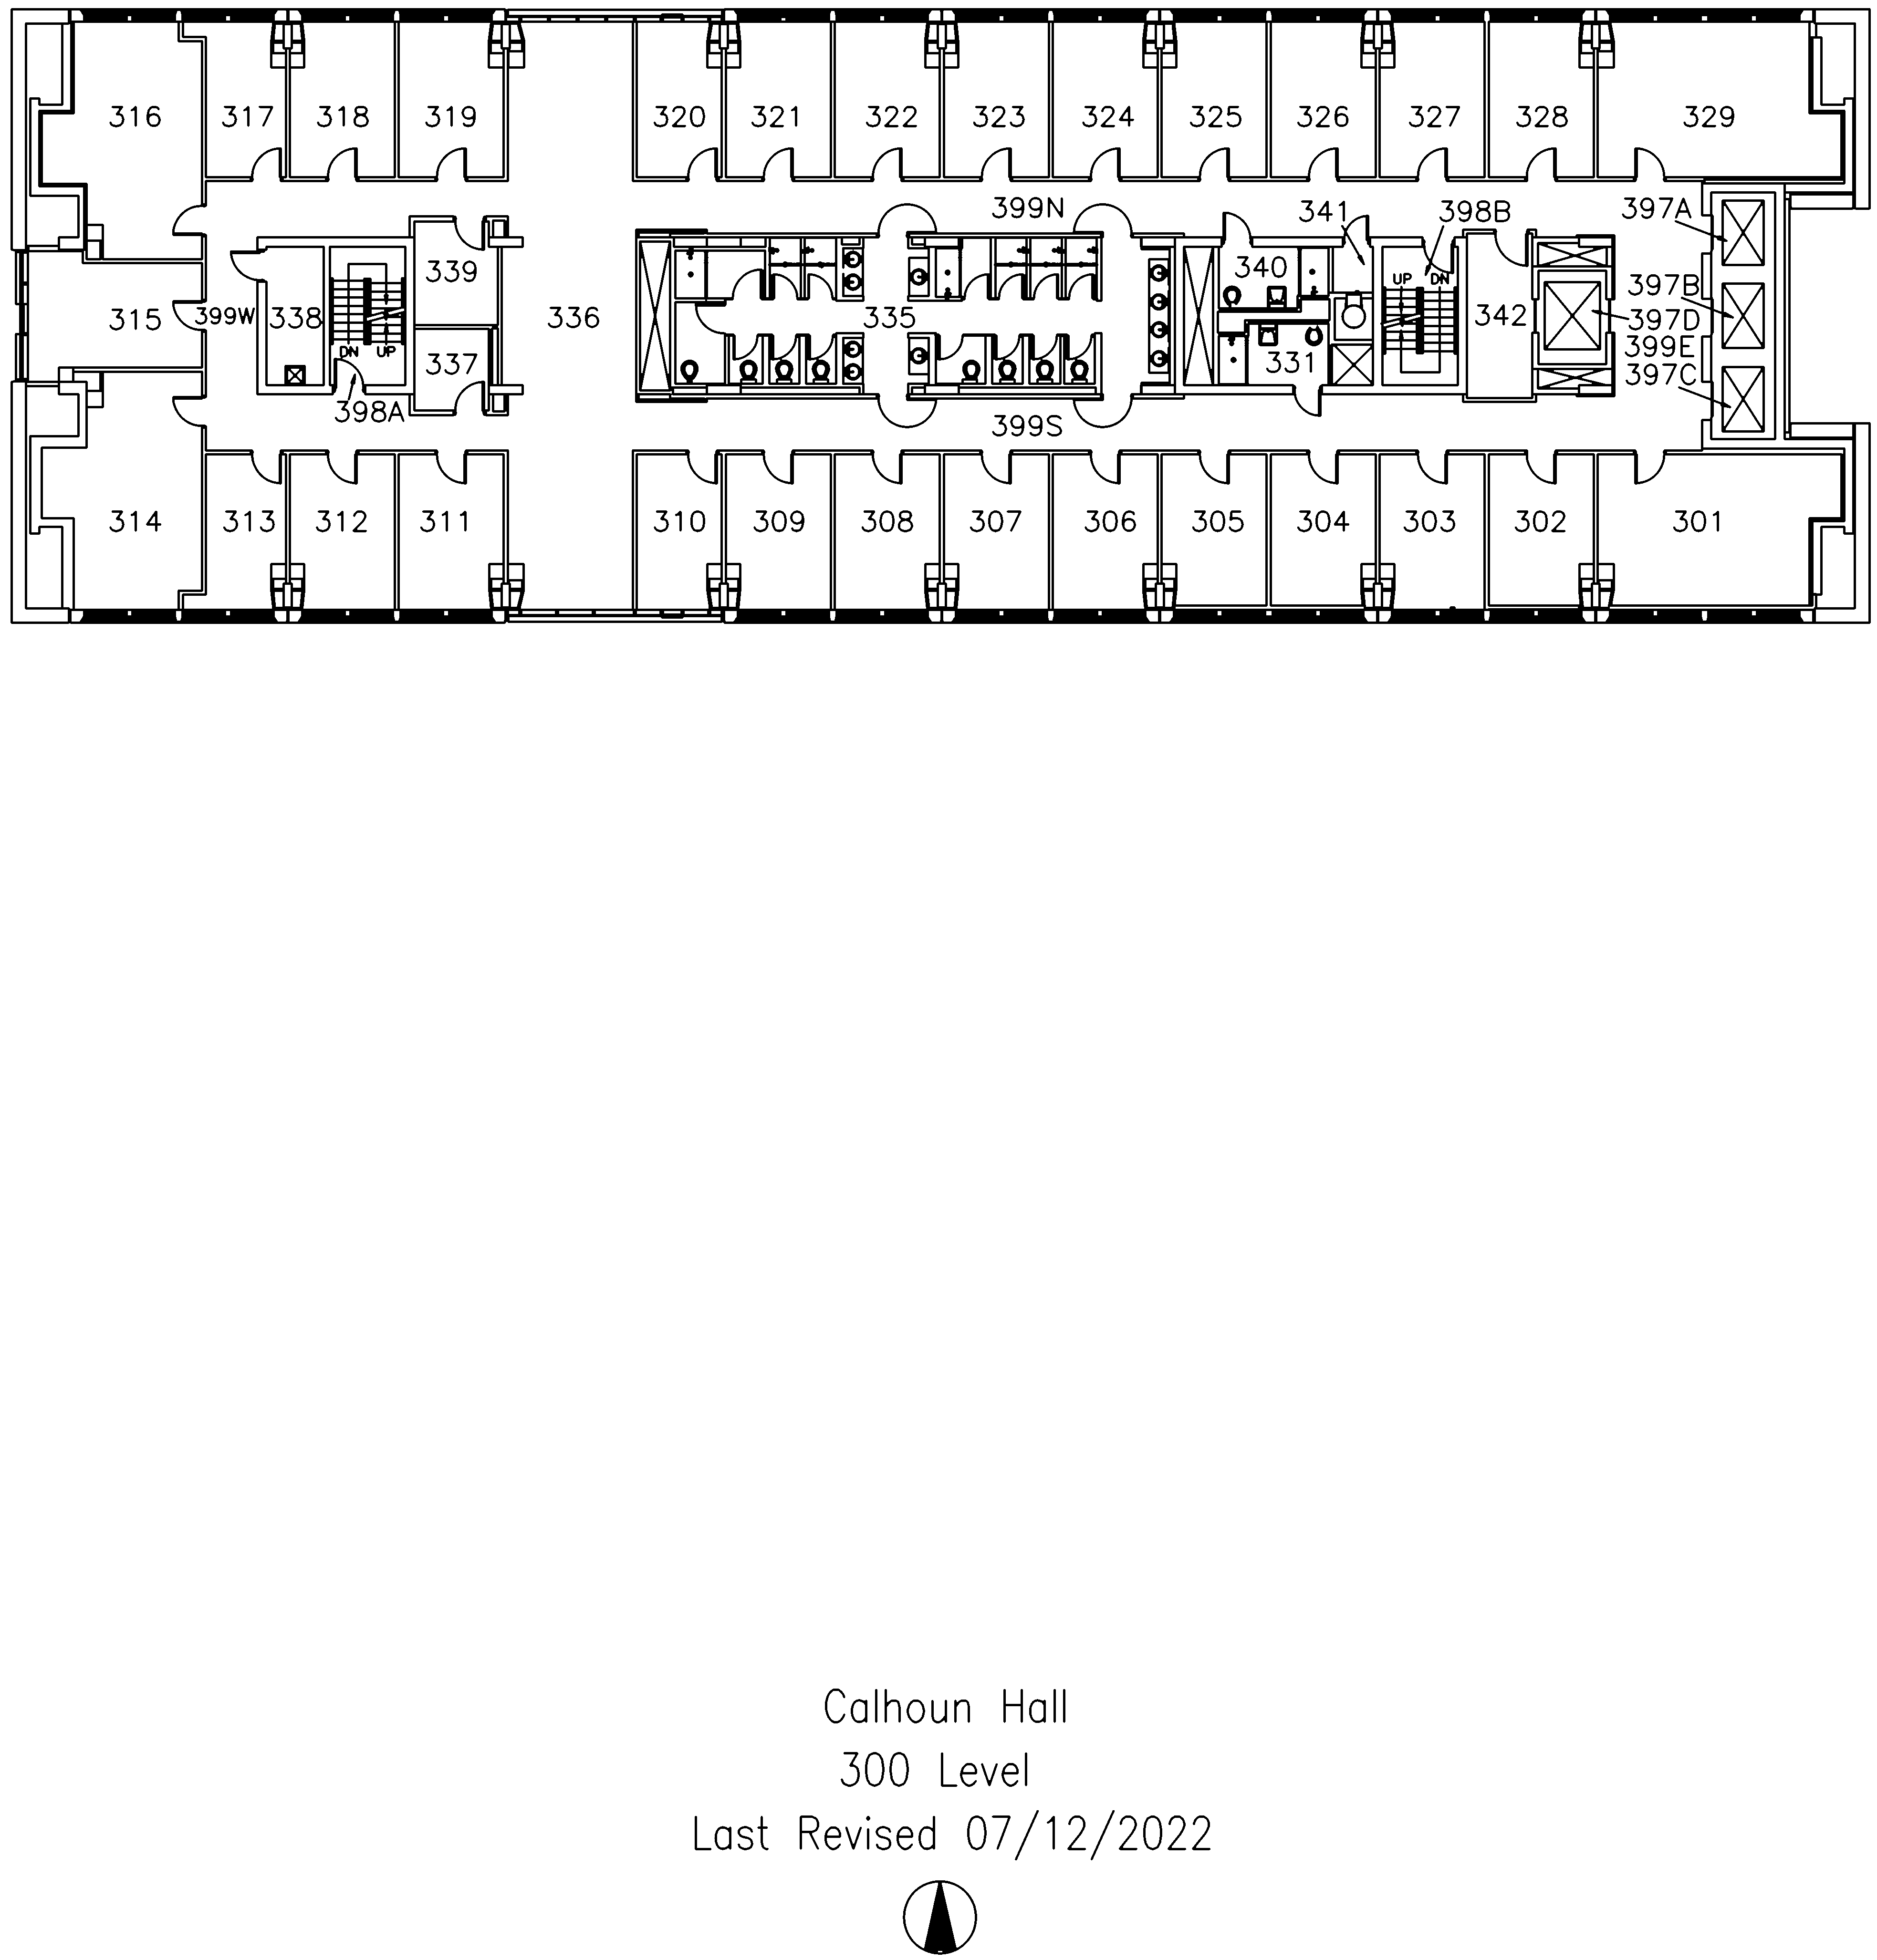 316 317 318 319 320 321 322 323 324 325 326 327 328 329
399N 341 398B 397A
339 340
397B
315 399W 338 336 335 UP DN 342 397D
399E
DN UP 337 331 397C
398A 399S
314 313 312 311 310 309 308 307 306 305 304 303 302 301
Calhoun Hall
300 Level
Last Revised 07/12/2022